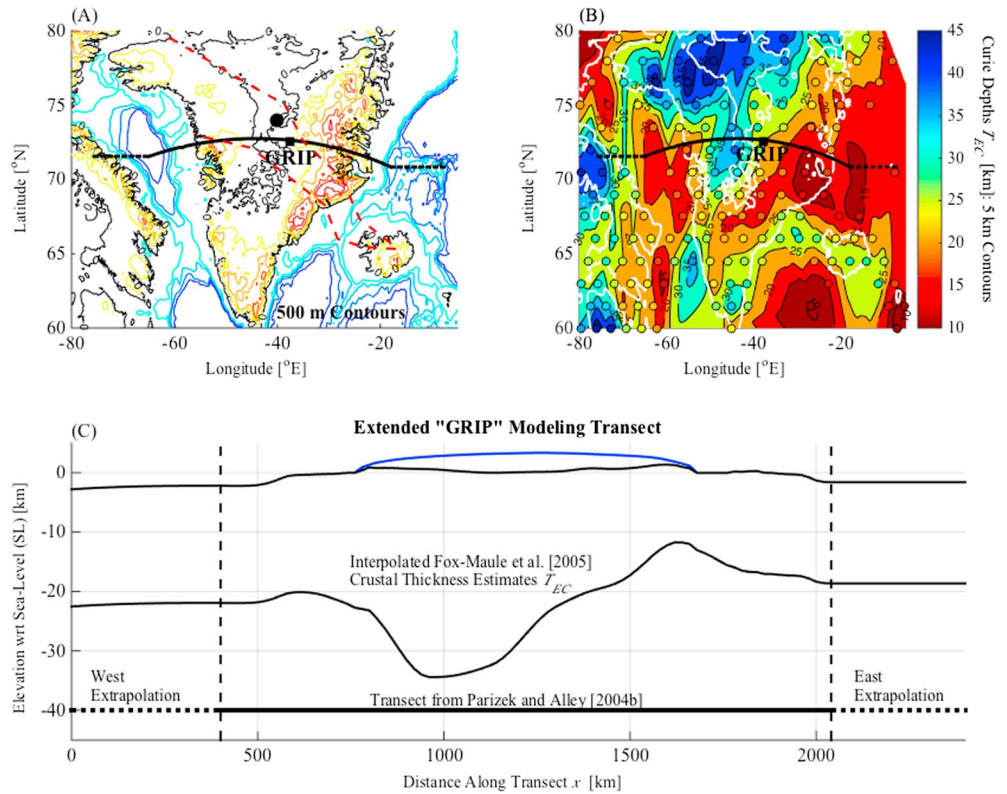 (A)
80
75
70
65
60
Latitude [°N]
GRIP
500 m Contours
-80
-60
-40
-20
Longitude [°E]
(B)
80
75
70
65
60
Latitude [°N]
GRIP
-80
-60
-40
-20
Longitude [°E]
45
40
35
30
25
20
15
10
Curie Depths T_EC [km]: 5 km Contours
(C)
Extended "GRIP" Modeling Transect
0
-10
-20
-30
-40
Elevation wrt Sea-Level (SL) [km]
Interpolated Fox-Maule et al. [2005]
Crustal Thickness Estimates T_EC
West
Extrapolation
Transect from Parizek and Alley [2004b]
East
Extrapolation
0
500
1000
1500
2000
Distance Along Transect x [km]